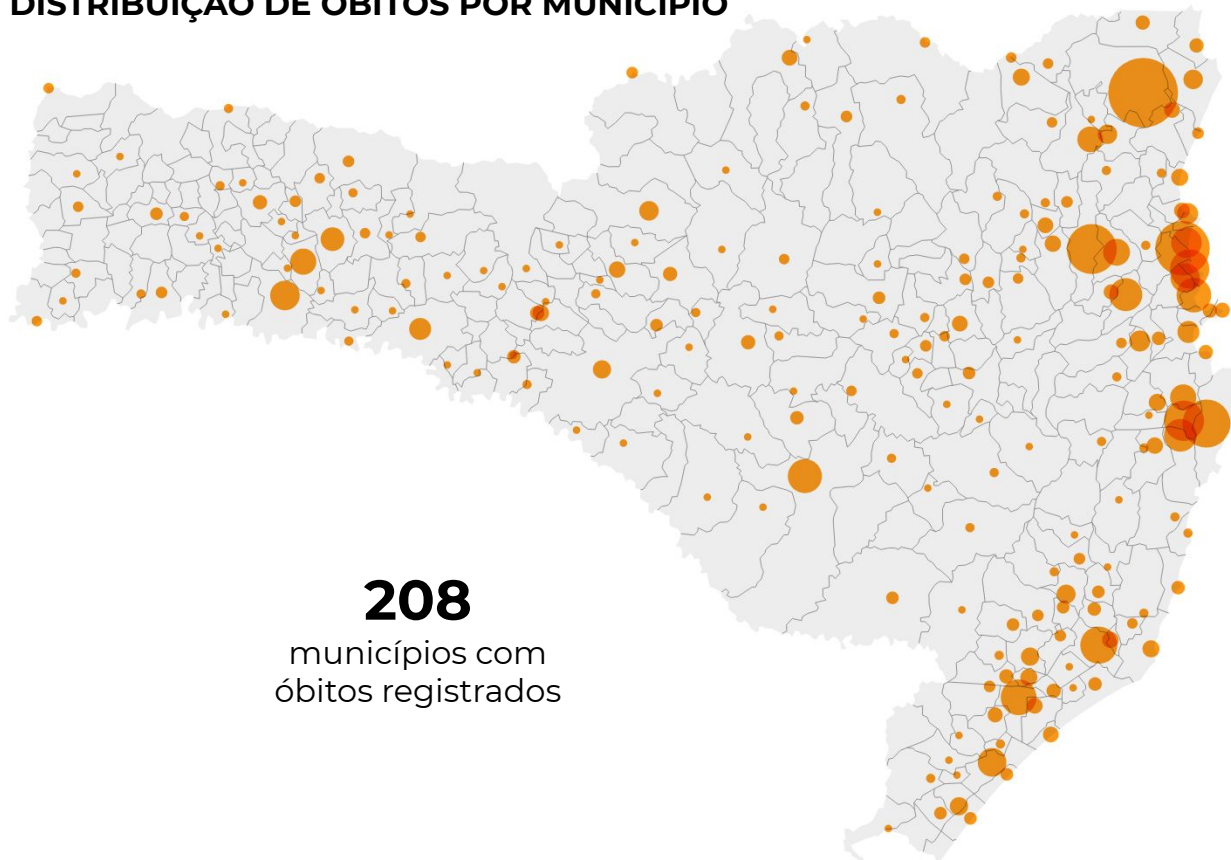 DISTRIBUIÇÃO DE ÓBITOS POR MUNICÍPIO
208
municípios com
óbitos registrados